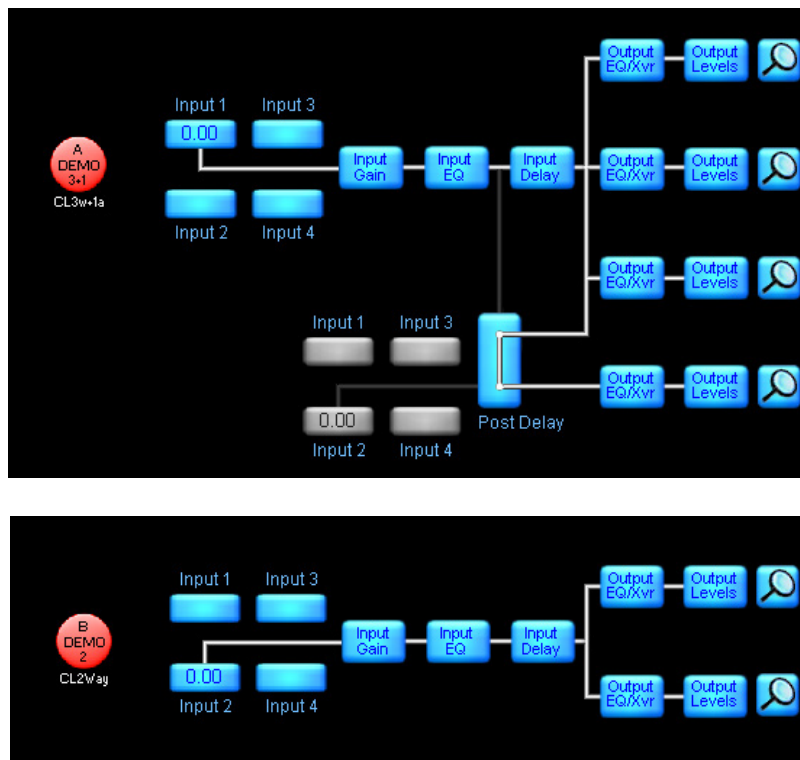 Output EQ/Xvr
Output Levels
Input 1
Input 3
0.00
A
DEMO
3+1
CL3w+1a
Input Gain
Input EQ
Input Delay
Output EQ/Xvr
Output Levels
Input 2
Input 4
Output EQ/Xvr
Output Levels
Input 1
Input 3
Output EQ/Xvr
Output Levels
0.00
Post Delay
Input 2
Input 4
Input 1
Input 3
Output EQ/Xvr
Output Levels
B
DEMO
2
CL2Way
Input Gain
Input EQ
Input Delay
0.00
Input 2
Input 4
Output EQ/Xvr
Output Levels